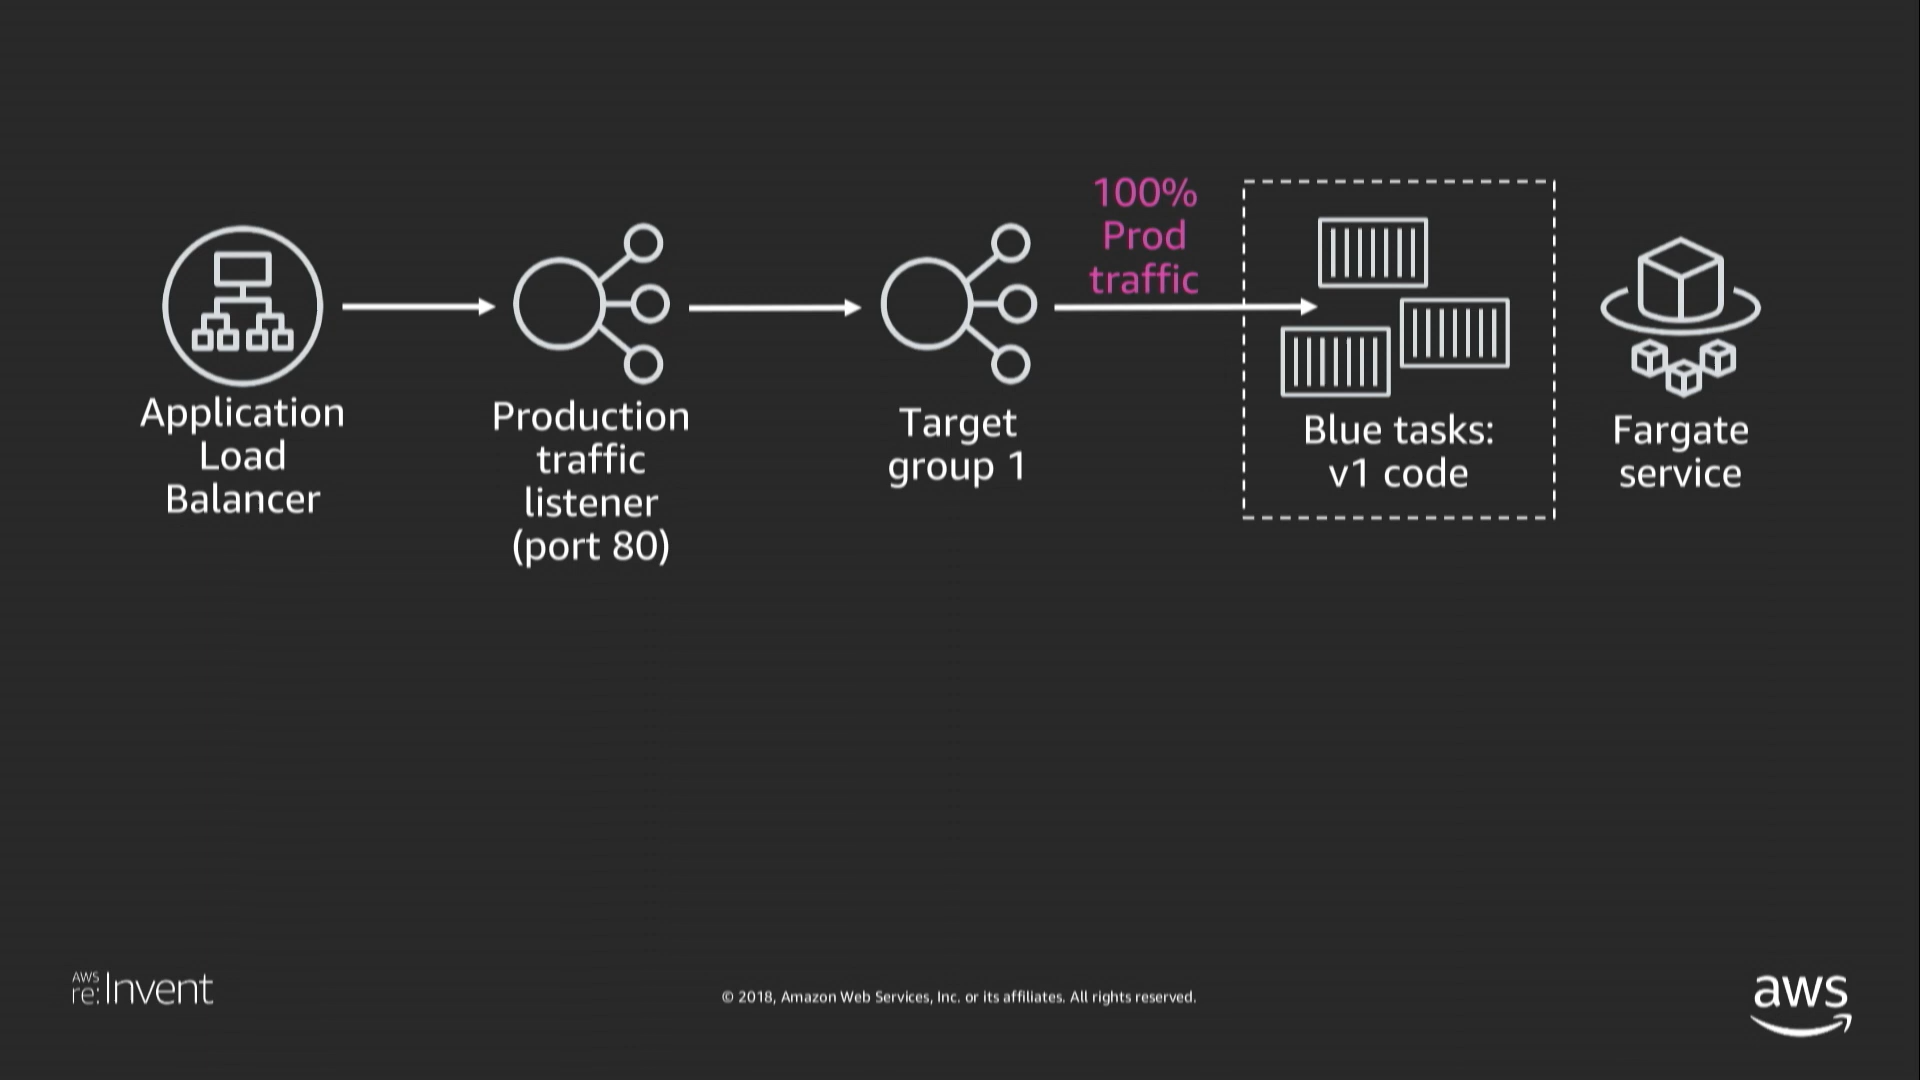 100%
Prod
traffic
Application
Load
Balancer
Production
traffic
listener
(port 80)
Target
group 1
Blue tasks:
v1 code
Fargate
service
AWS
re:Invent
© 2018, Amazon Web Services, Inc. or its affiliates. All rights reserved.
aws